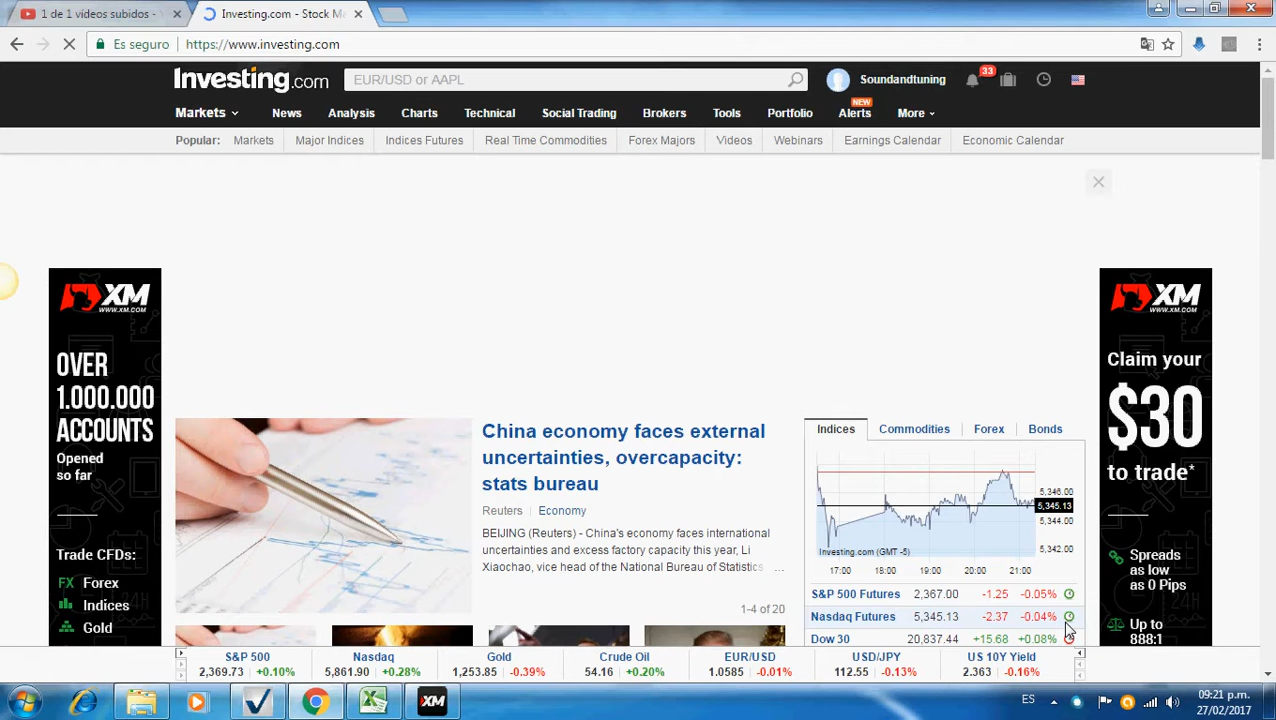 1 de 1 vídeos subidos -
Investing.com - Stock Ma
Es seguro
https://www.investing.com
Investing.com
EUR/USD or AAPL
Soundandtuning
33
Markets
News
Analysis
Charts
Technical
Social Trading
Brokers
Tools
Portfolio
NEW
Alerts
More
Popular:
Markets
Major Indices
Indices Futures
Real Time Commodities
Forex Majors
Videos
Webinars
Earnings Calendar
Economic Calendar
XM
WWW.XM.COM
OVER
1.000.000
ACCOUNTS
Opened
so far
Trade CFDs:
FX Forex
Indices
Gold
China economy faces external
uncertainties, overcapacity:
stats bureau
Reuters
Economy
BEIJING (Reuters) - China's economy faces international
uncertainties and excess factory capacity this year, Li
Xiaochao, vice head of the National Bureau of Statistics ...
1-4 of 20
Indices
Commodities
Forex
Bonds
5,346.00
5,345.13
5,344.00
5,342.00
Investing.com (GMT -5)
17:00 18:00 19:00 20:00 21:00
S&P 500 Futures 2,367.00 -1.25 -0.05%
Nasdaq Futures 5,345.13 -2.37 -0.04%
Dow 30 20,837.44 +15.68 +0.08%
XM
WWW.XM.COM
Claim your
$30
to trade*
Spreads
as low
as 0 Pips
Up to
888:1
S&P 500 Nasdaq Gold Crude Oil EUR/USD USD/JPY US 10Y Yield
2,369.73 +0.10% 5,861.90 +0.28% 1,253.85 -0.39% 54.16 +0.20% 1.0585 -0.01% 112.55 -0.13% 2.363 -0.16%
XM
ES
09:21 p.m.
27/02/2017